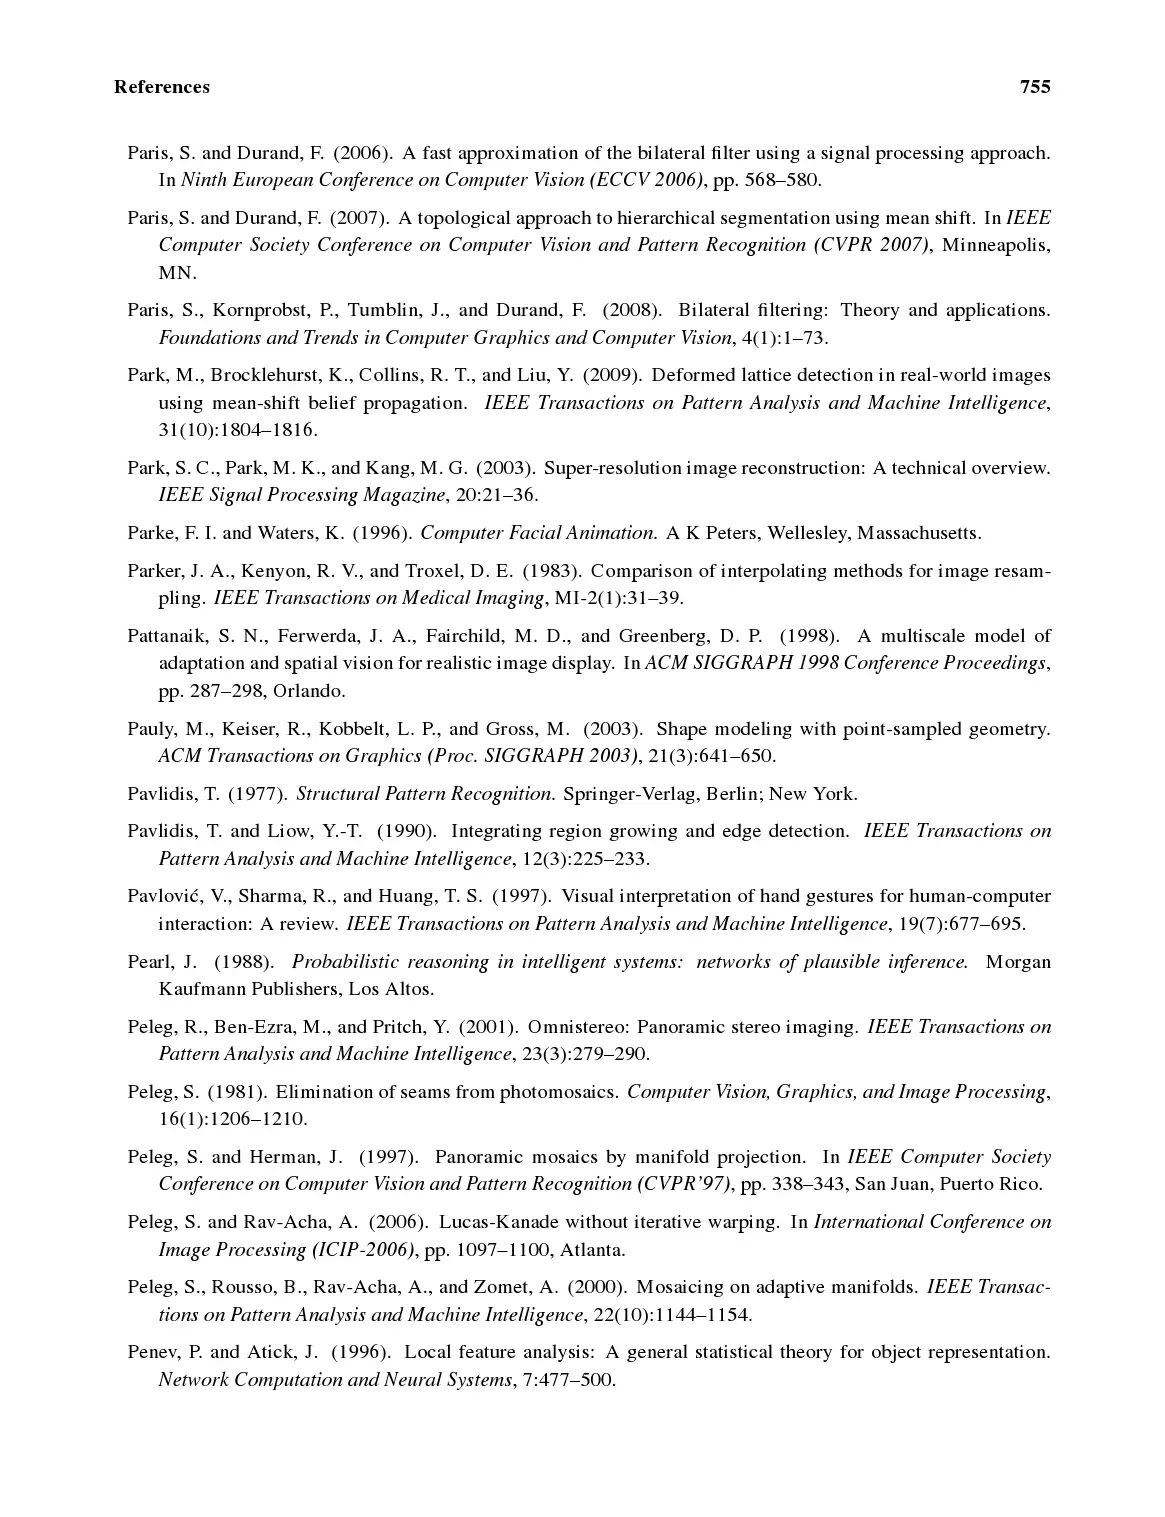 References 755
Paris, S. and Durand, F. (2006). A fast approximation of the bilateral filter using a signal processing approach.
In Ninth European Conference on Computer Vision (ECCV 2006), pp. 568–580.
Paris, S. and Durand, F. (2007). A topological approach to hierarchical segmentation using mean shift. In IEEE
Computer Society Conference on Computer Vision and Pattern Recognition (CVPR 2007), Minneapolis,
MN.
Paris, S., Kornprobst, P., Tumblin, J., and Durand, F. (2008). Bilateral filtering: Theory and applications.
Foundations and Trends in Computer Graphics and Computer Vision, 4(1):1–73.
Park, M., Brocklehurst, K., Collins, R. T., and Liu, Y. (2009). Deformed lattice detection in real-world images
using mean-shift belief propagation. IEEE Transactions on Pattern Analysis and Machine Intelligence,
31(10):1804–1816.
Park, S. C., Park, M. K., and Kang, M. G. (2003). Super-resolution image reconstruction: A technical overview.
IEEE Signal Processing Magazine, 20:21–36.
Parke, F. I. and Waters, K. (1996). Computer Facial Animation. A K Peters, Wellesley, Massachusetts.
Parker, J. A., Kenyon, R. V., and Troxel, D. E. (1983). Comparison of interpolating methods for image resam-
pling. IEEE Transactions on Medical Imaging, MI-2(1):31–39.
Pattanaik, S. N., Ferwerda, J. A., Fairchild, M. D., and Greenberg, D. P. (1998). A multiscale model of
adaptation and spatial vision for realistic image display. In ACM SIGGRAPH 1998 Conference Proceedings,
pp. 287–298, Orlando.
Pauly, M., Keiser, R., Kobbelt, L. P., and Gross, M. (2003). Shape modeling with point-sampled geometry.
ACM Transactions on Graphics (Proc. SIGGRAPH 2003), 21(3):641–650.
Pavlidis, T. (1977). Structural Pattern Recognition. Springer-Verlag, Berlin; New York.
Pavlidis, T. and Liow, Y.-T. (1990). Integrating region growing and edge detection. IEEE Transactions on
Pattern Analysis and Machine Intelligence, 12(3):225–233.
Pavlović, V., Sharma, R., and Huang, T. S. (1997). Visual interpretation of hand gestures for human-computer
interaction: A review. IEEE Transactions on Pattern Analysis and Machine Intelligence, 19(7):677–695.
Pearl, J. (1988). Probabilistic reasoning in intelligent systems: networks of plausible inference. Morgan
Kaufmann Publishers, Los Altos.
Peleg, R., Ben-Ezra, M., and Pritch, Y. (2001). Omnistereo: Panoramic stereo imaging. IEEE Transactions on
Pattern Analysis and Machine Intelligence, 23(3):279–290.
Peleg, S. (1981). Elimination of seams from photomosaics. Computer Vision, Graphics, and Image Processing,
16(1):1206–1210.
Peleg, S. and Herman, J. (1997). Panoramic mosaics by manifold projection. In IEEE Computer Society
Conference on Computer Vision and Pattern Recognition (CVPR'97), pp. 338–343, San Juan, Puerto Rico.
Peleg, S. and Rav-Acha, A. (2006). Lucas-Kanade without iterative warping. In International Conference on
Image Processing (ICIP-2006), pp. 1097–1100, Atlanta.
Peleg, S., Rousso, B., Rav-Acha, A., and Zomet, A. (2000). Mosaicing on adaptive manifolds. IEEE Transac-
tions on Pattern Analysis and Machine Intelligence, 22(10):1144–1154.
Penev, P. and Atick, J. (1996). Local feature analysis: A general statistical theory for object representation.
Network Computation and Neural Systems, 7:477–500.